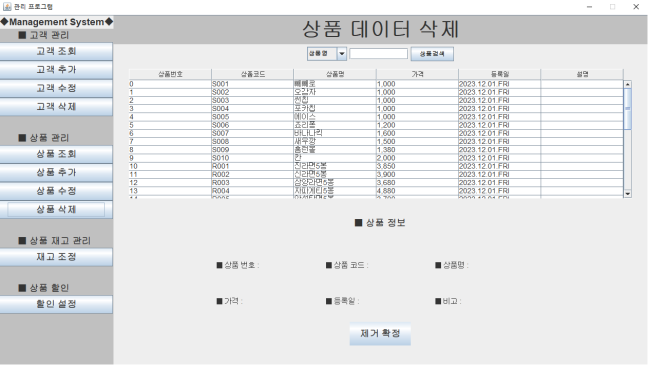 관리 프로그램
◆Management System◆
■ 고객 관리
고객 조회
고객 추가
고객 수정
고객 삭제
■ 상품 관리
상품 조회
상품 추가
상품 수정
상품 삭제
■ 상품 재고 관리
재고 조정
■ 상품 할인
할인 설정
상품 데이터 삭제
상품명 상품검색
상품번호 상품코드 상품명 가격 등록일 설명
0 S001 빼빼로 1,000 2023.12.01.FRI
1 S002 오감자 1,000 2023.12.01.FRI
2 S003 썬칩 1,000 2023.12.01.FRI
3 S004 포카칩 1,000 2023.12.01.FRI
4 S005 1,000 2023.12.01.FRI
5 S006 죠리퐁 1,200 2023.12.01.FRI
6 S007 바나나킥 1,600 2023.12.01.FRI
7 S008 새우깡 1,500 2023.12.01.FRI
8 S009 홈런볼 1,380 2023.12.01.FRI
9 S010 칸 2,000 2023.12.01.FRI
10 R001 진라면5봉 3,850 2023.12.01.FRI
11 R002 신라면5봉 3,900 2023.12.01.FRI
12 R003 삼양라면5봉 3,680 2023.12.01.FRI
13 R004 짜파게티5봉 4,880 2023.12.01.FRI
■ 상품 정보
■ 상품 번호 : ■ 상품 코드 : ■ 상품명 :
■ 가격 : ■ 등록일 : ■ 비고 :
제거 확정